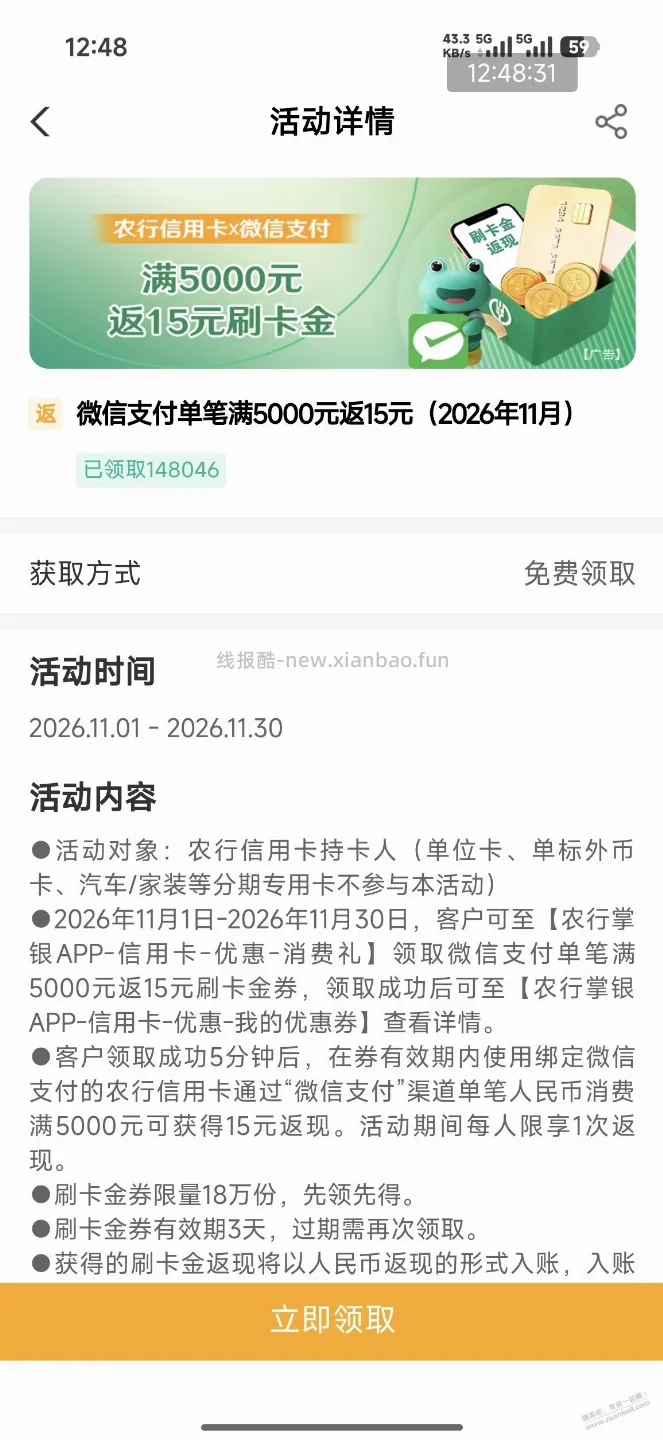 12:48
43.3 KB/s 5G 5G 59
12:48:31
活动详情
农行信用卡x微信支付
满5000元
返15元刷卡金
刷卡金
返现
【广告】
返 微信支付单笔满5000元返15元（2026年11月）
已领取148046
获取方式 免费领取
活动时间
线报酷-new.xianbao.fun
2026.11.01 - 2026.11.30
活动内容
●活动对象：农行信用卡持卡人（单位卡、单标外币
卡、汽车/家装等分期专用卡不参与本活动）
●2026年11月1日-2026年11月30日，客户可至【农行掌
银APP-信用卡-优惠-消费礼】领取微信支付单笔满
5000元返15元刷卡金券，领取成功后可至【农行掌银
APP-信用卡-优惠-我的优惠券】查看详情。
●客户领取成功5分钟后，在券有效期内使用绑定微信
支付的农行信用卡通过“微信支付”渠道单笔人民币消费
满5000元可获得15元返现。活动期间每人限享1次返
现。
●刷卡金券限量18万份，先领先得。
●刷卡金券有效期3天，过期需再次领取。
●获得的刷卡金返现将以人民币返现的形式入账，入账
立即领取
www.zuanke8.com